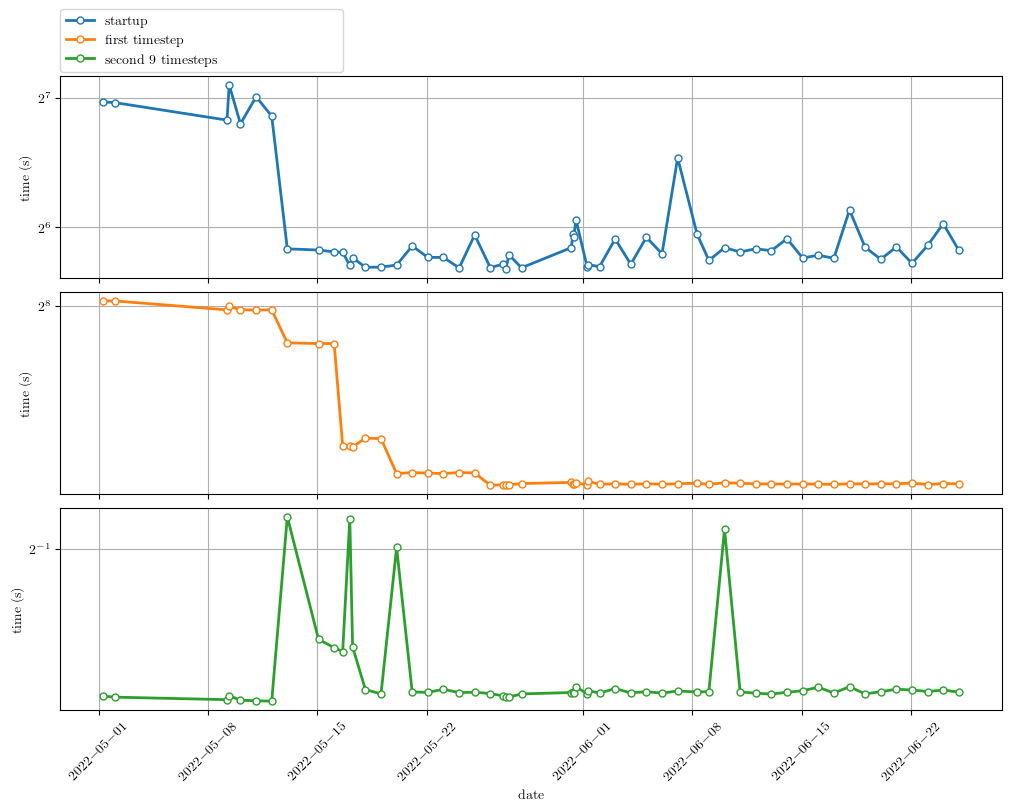 startup
first timestep
second 9 timesteps
2^7
time (s)
2^6
2^8
time (s)
2^−1
time (s)
2022−05−01
2022−05−08
2022−05−15
2022−05−22
2022−06−01
2022−06−08
2022−06−15
2022−06−22
date